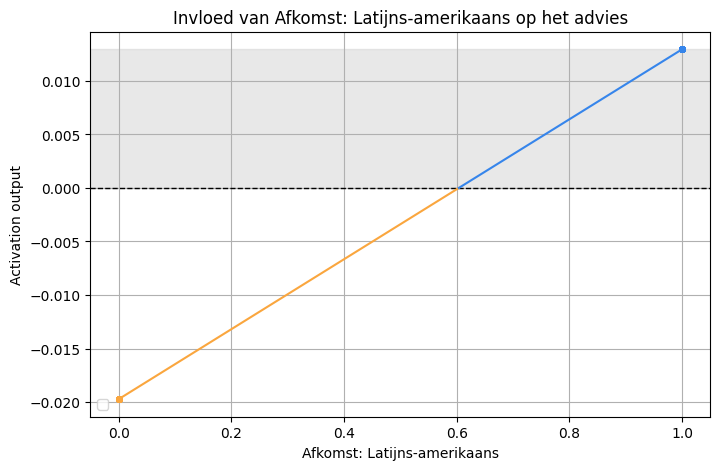 Invloed van Afkomst: Latijns-amerikaans op het advies
Activation output
0.010
0.005
0.000
−0.005
−0.010
−0.015
−0.020
0.0 0.2 0.4 0.6 0.8 1.0
Afkomst: Latijns-amerikaans